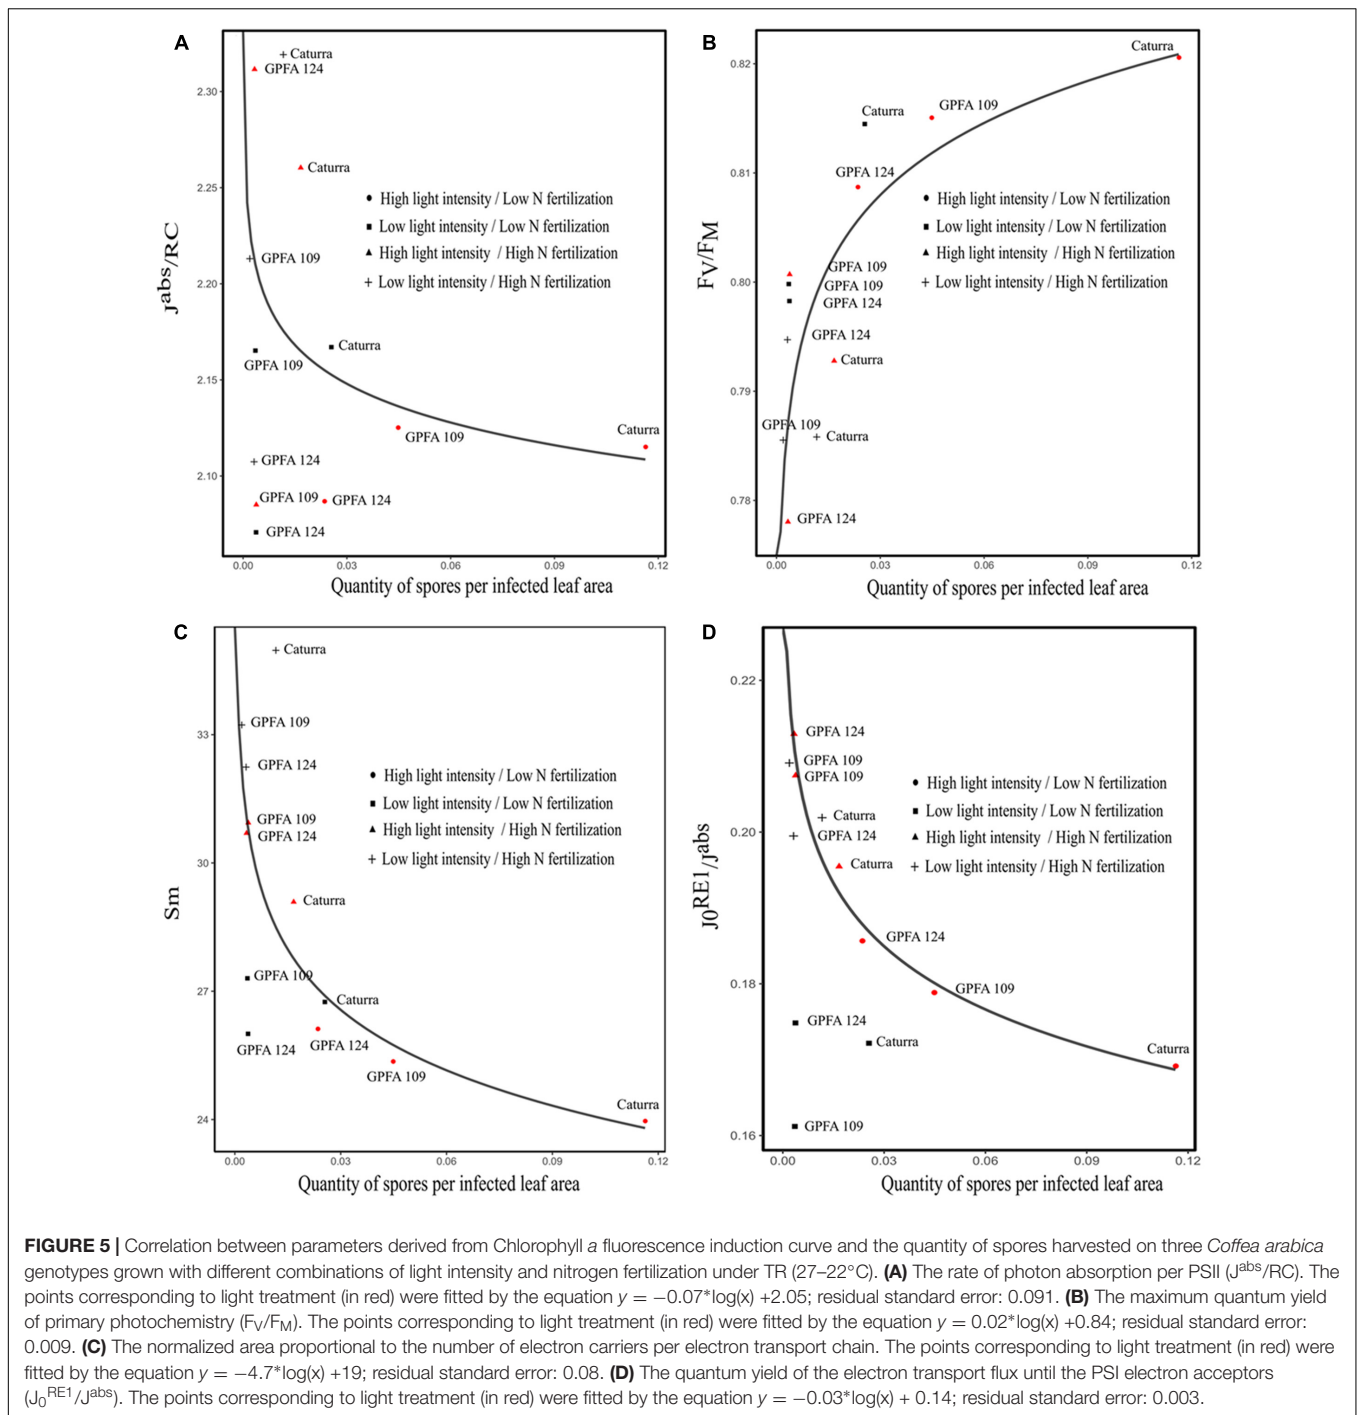 A
2.30
2.25
2.20
2.15
2.10
0.00 0.03 0.06 0.09 0.12
Jabs/RC
Quantity of spores per infected leaf area
+ Caturra
GPFA 124
Caturra
GPFA 109
Caturra
GPFA 109
GPFA 109
Caturra
GPFA 124
GPFA 109
GPFA 124
GPFA 124
High light intensity / Low N fertilization
Low light intensity / Low N fertilization
High light intensity / High N fertilization
+ Low light intensity / High N fertilization
B
0.82
0.81
0.80
0.79
0.78
0.00 0.03 0.06 0.09 0.12
FV/FM
Quantity of spores per infected leaf area
Caturra
GPFA 109
Caturra
GPFA 124
GPFA 109
GPFA 109
GPFA 124
GPFA 124
Caturra
GPFA 109
+ Caturra
GPFA 124
High light intensity / Low N fertilization
Low light intensity / Low N fertilization
High light intensity / High N fertilization
+ Low light intensity / High N fertilization
C
33
30
27
24
0.00 0.03 0.06 0.09 0.12
Sm
Quantity of spores per infected leaf area
+ Caturra
GPFA 109
GPFA 124
GPFA 109
GPFA 124
Caturra
GPFA 109
Caturra
GPFA 124
GPFA 124
GPFA 109
Caturra
High light intensity / Low N fertilization
Low light intensity / Low N fertilization
High light intensity / High N fertilization
+ Low light intensity / High N fertilization
D
0.22
0.20
0.18
0.16
0.00 0.03 0.06 0.09 0.12
J0RE1/Jabs
Quantity of spores per infected leaf area
GPFA 124
GPFA 109
GPFA 109
+ Caturra
GPFA 124
Caturra
GPFA 124
GPFA 109
GPFA 124
Caturra
Caturra
GPFA 109
High light intensity / Low N fertilization
Low light intensity / Low N fertilization
High light intensity / High N fertilization
+ Low light intensity / High N fertilization
FIGURE 5 | Correlation between parameters derived from Chlorophyll a fluorescence induction curve and the quantity of spores harvested on three Coffea arabica
genotypes grown with different combinations of light intensity and nitrogen fertilization under TR (27–22°C). (A) The rate of photon absorption per PSII (Jabs/RC). The
points corresponding to light treatment (in red) were fitted by the equation y = −0.07*log(x) +2.05; residual standard error: 0.091. (B) The maximum quantum yield
of primary photochemistry (FV/FM). The points corresponding to light treatment (in red) were fitted by the equation y = 0.02*log(x) +0.84; residual standard error:
0.009. (C) The normalized area proportional to the number of electron carriers per electron transport chain. The points corresponding to light treatment (in red) were
fitted by the equation y = −4.7*log(x) +19; residual standard error: 0.08. (D) The quantum yield of the electron transport flux until the PSI electron acceptors
(J0RE1/Jabs). The points corresponding to light treatment (in red) were fitted by the equation y = −0.03*log(x) + 0.14; residual standard error: 0.003.